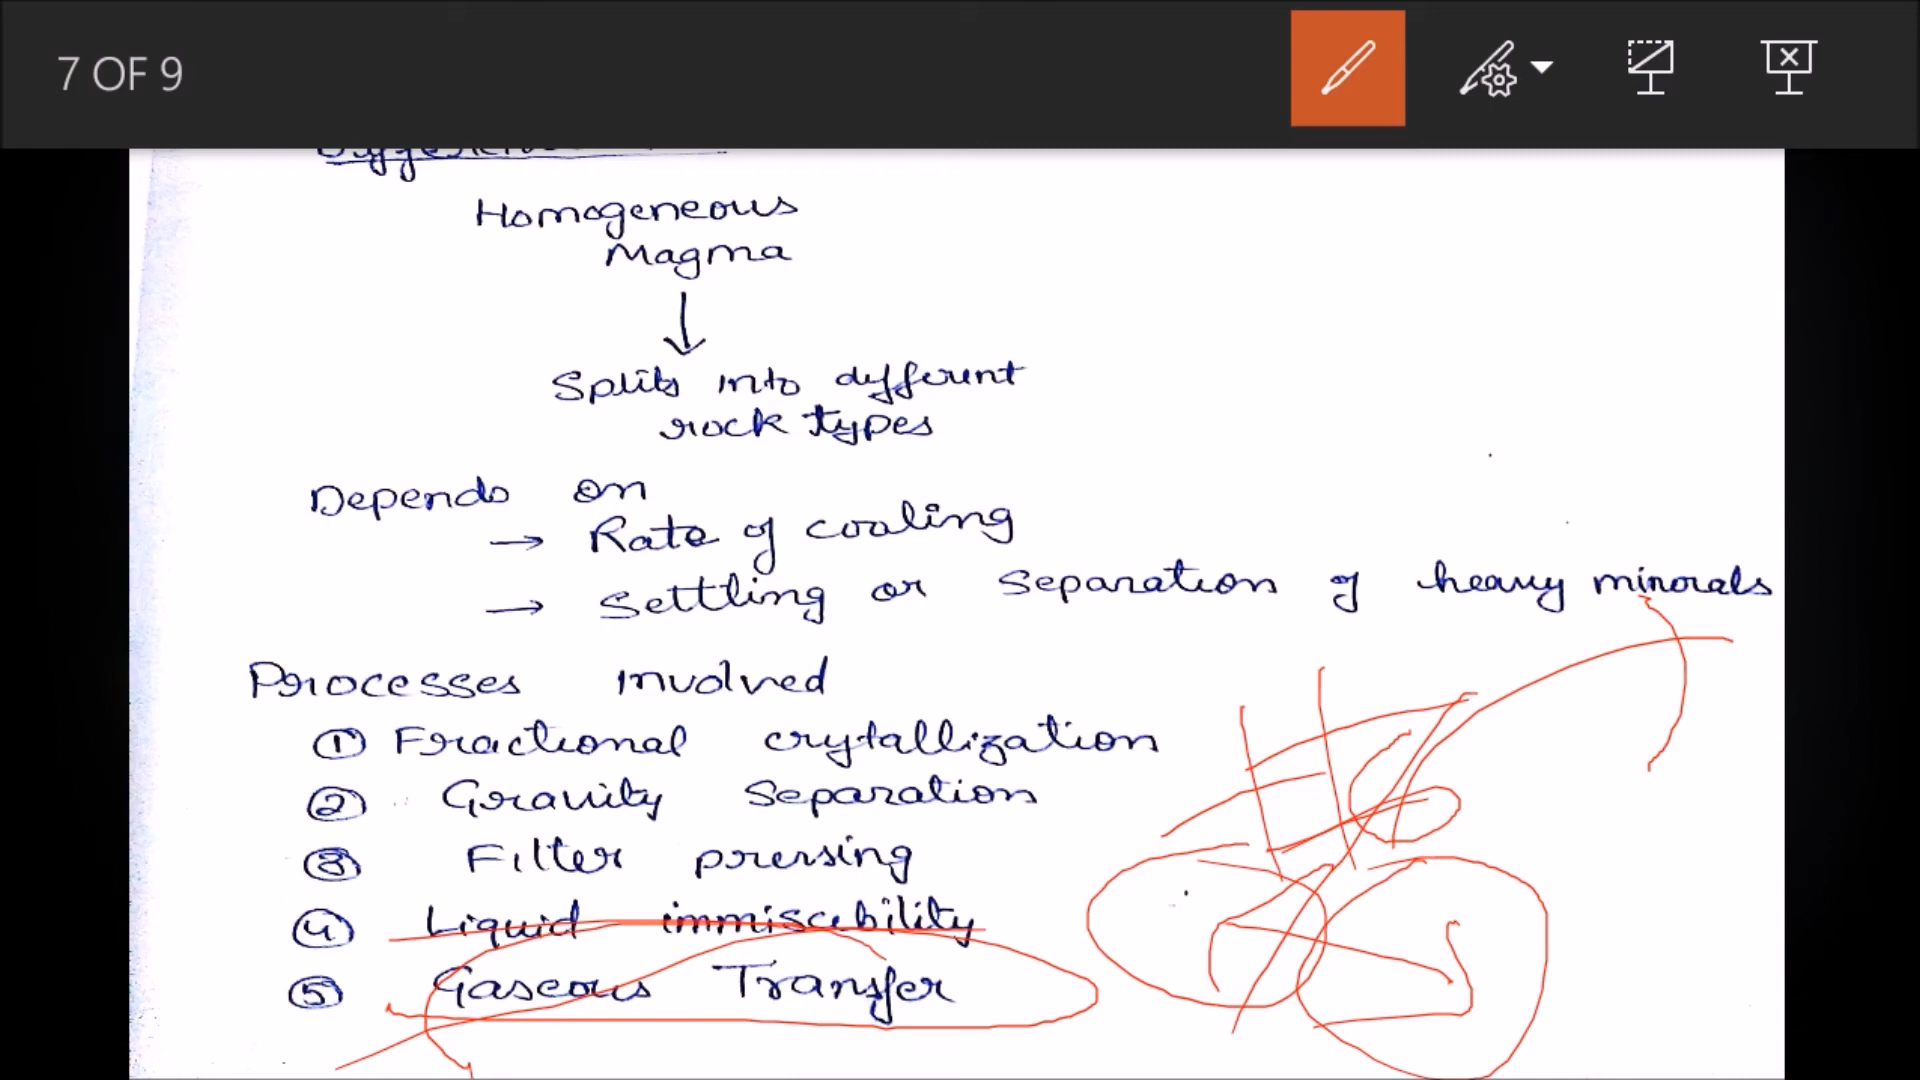 7 OF 9
Homogeneous
Magma
↓
Splits into different
rock types
Depends on
→ Rate of cooling
→ Settling or separation of heavy minerals
Processes involved
① Fractional crytallization
② Gravity Separation
③ Filter pressing
④ Liquid immiscibility
⑤ Gaseous Transfer